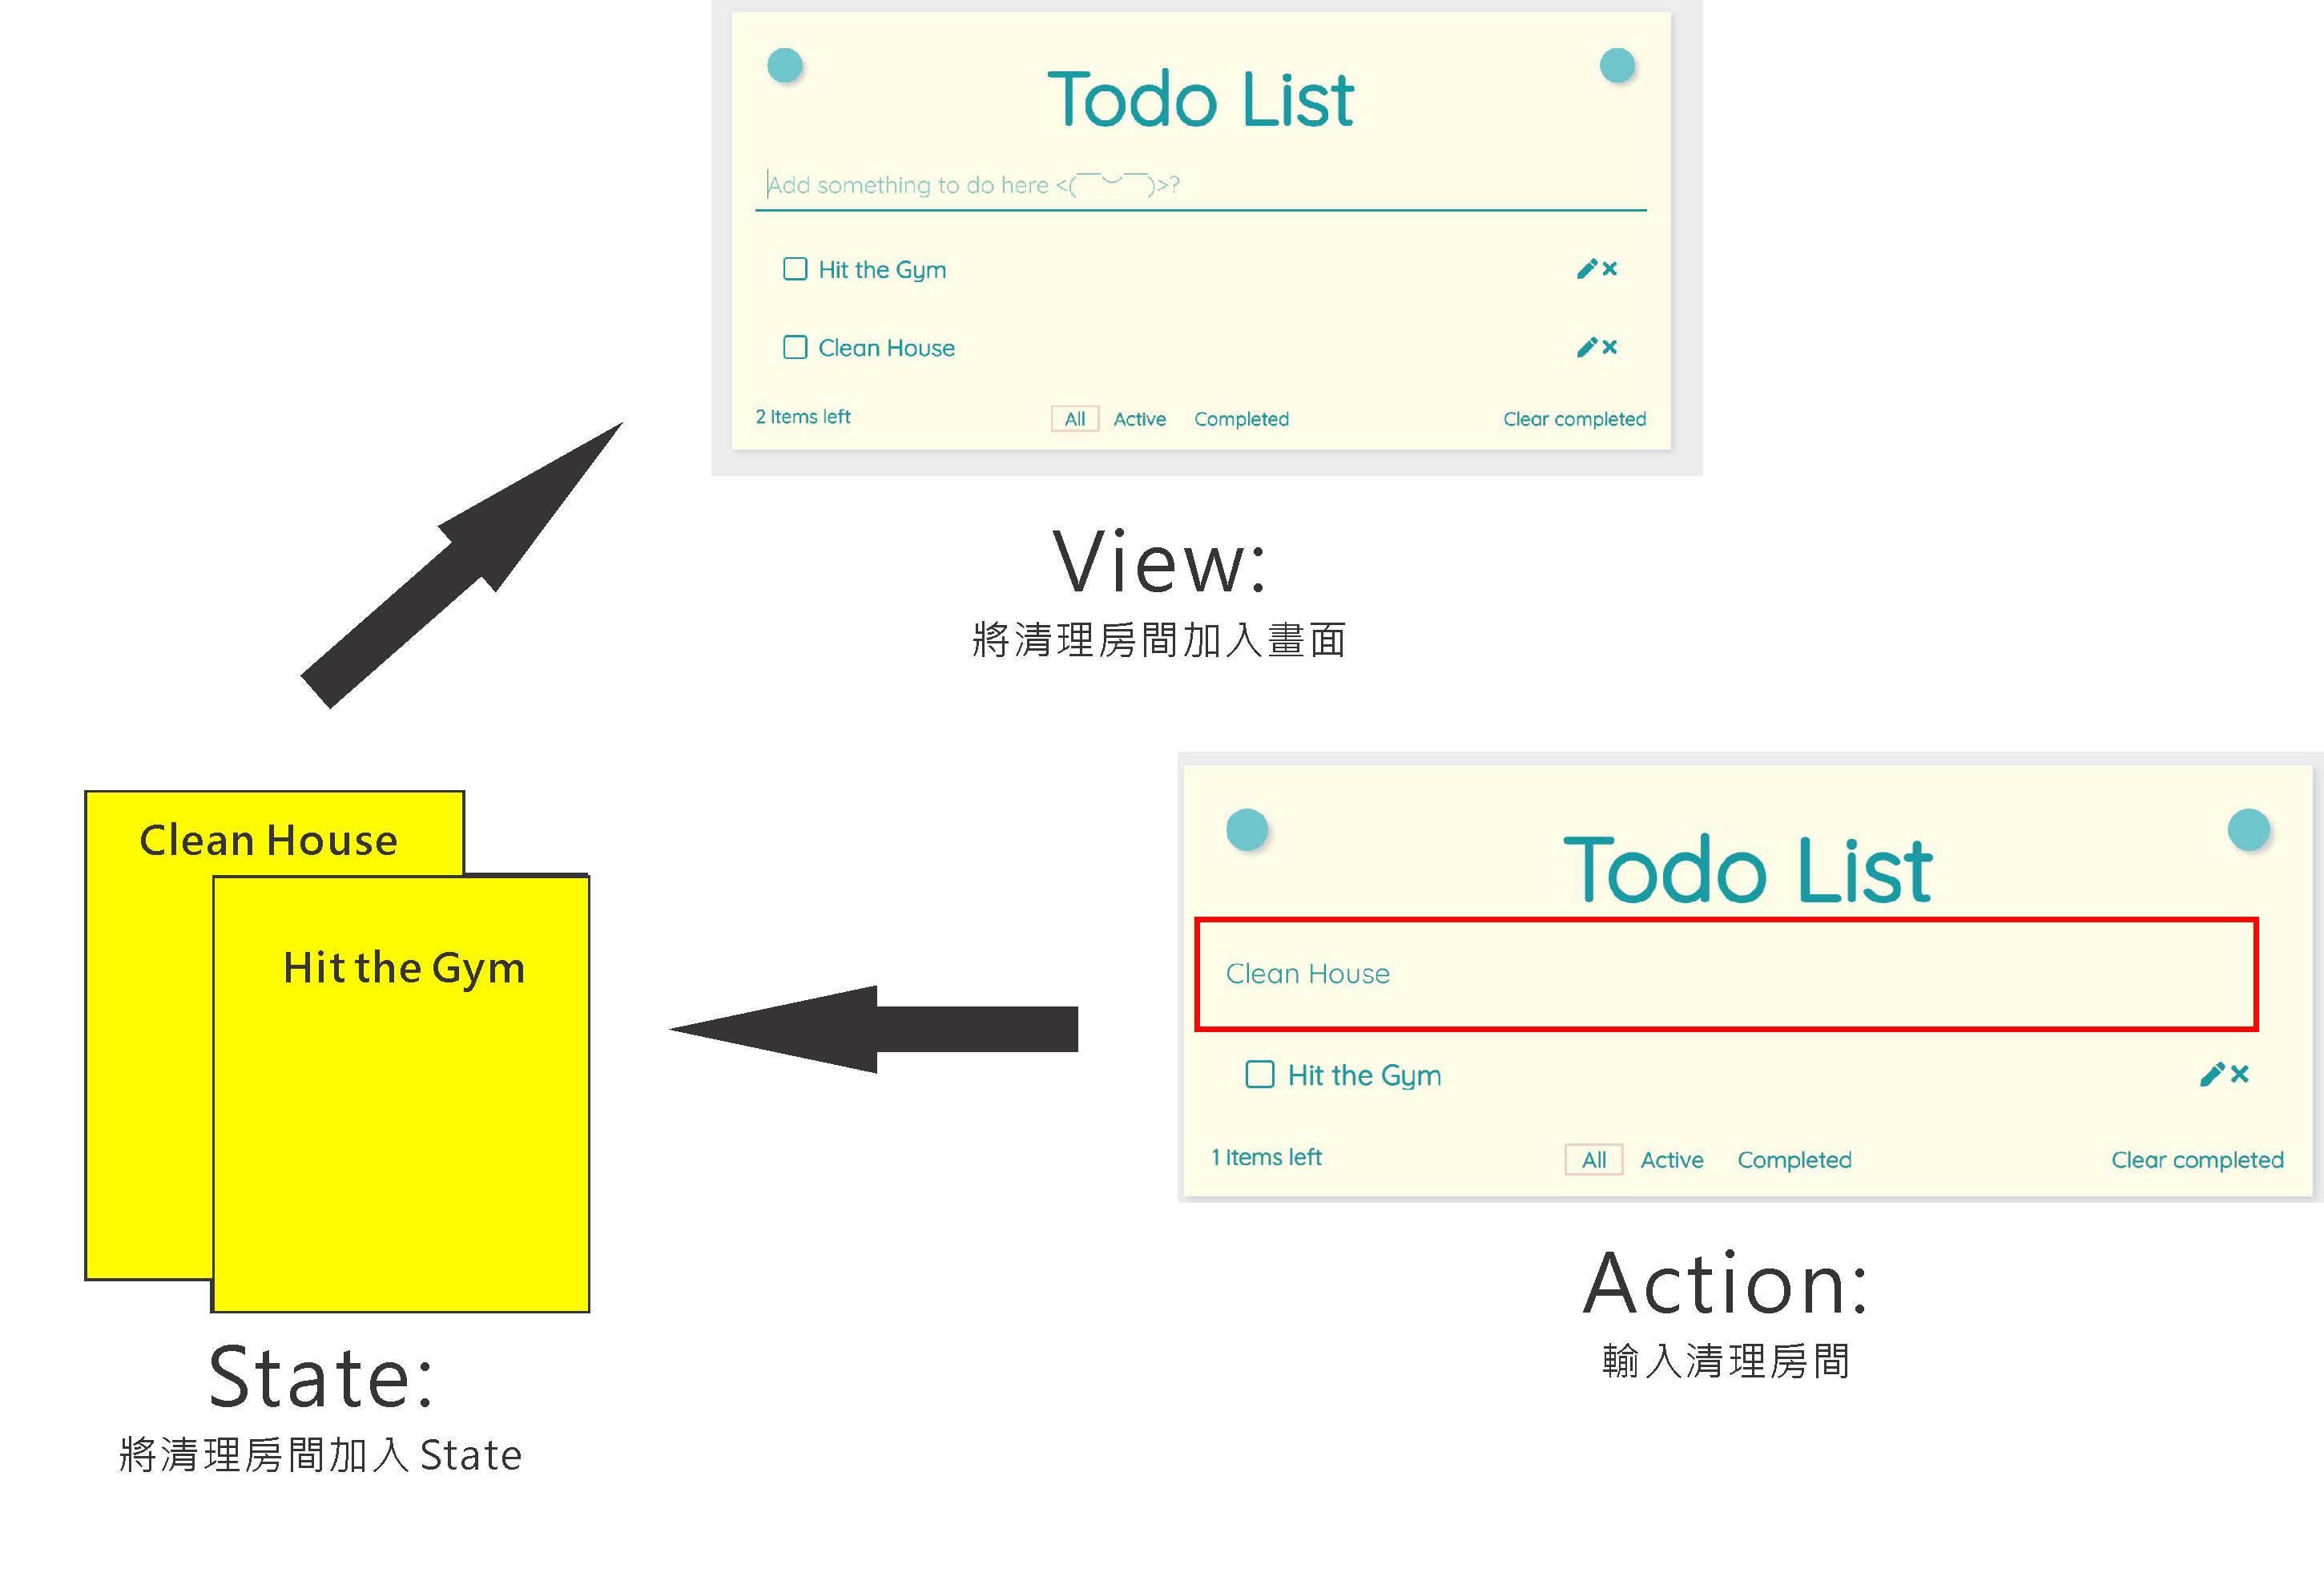 Todo List
Add something to do here <(¯︶¯)>?
Hit the Gym
Clean House
2 items left All Active Completed Clear completed
View:
將清理房間加入畫面
Clean House
Hit the Gym
State:
將清理房間加入 State
Todo List
Clean House
Hit the Gym
1 items left All Active Completed Clear completed
Action:
輸入清理房間